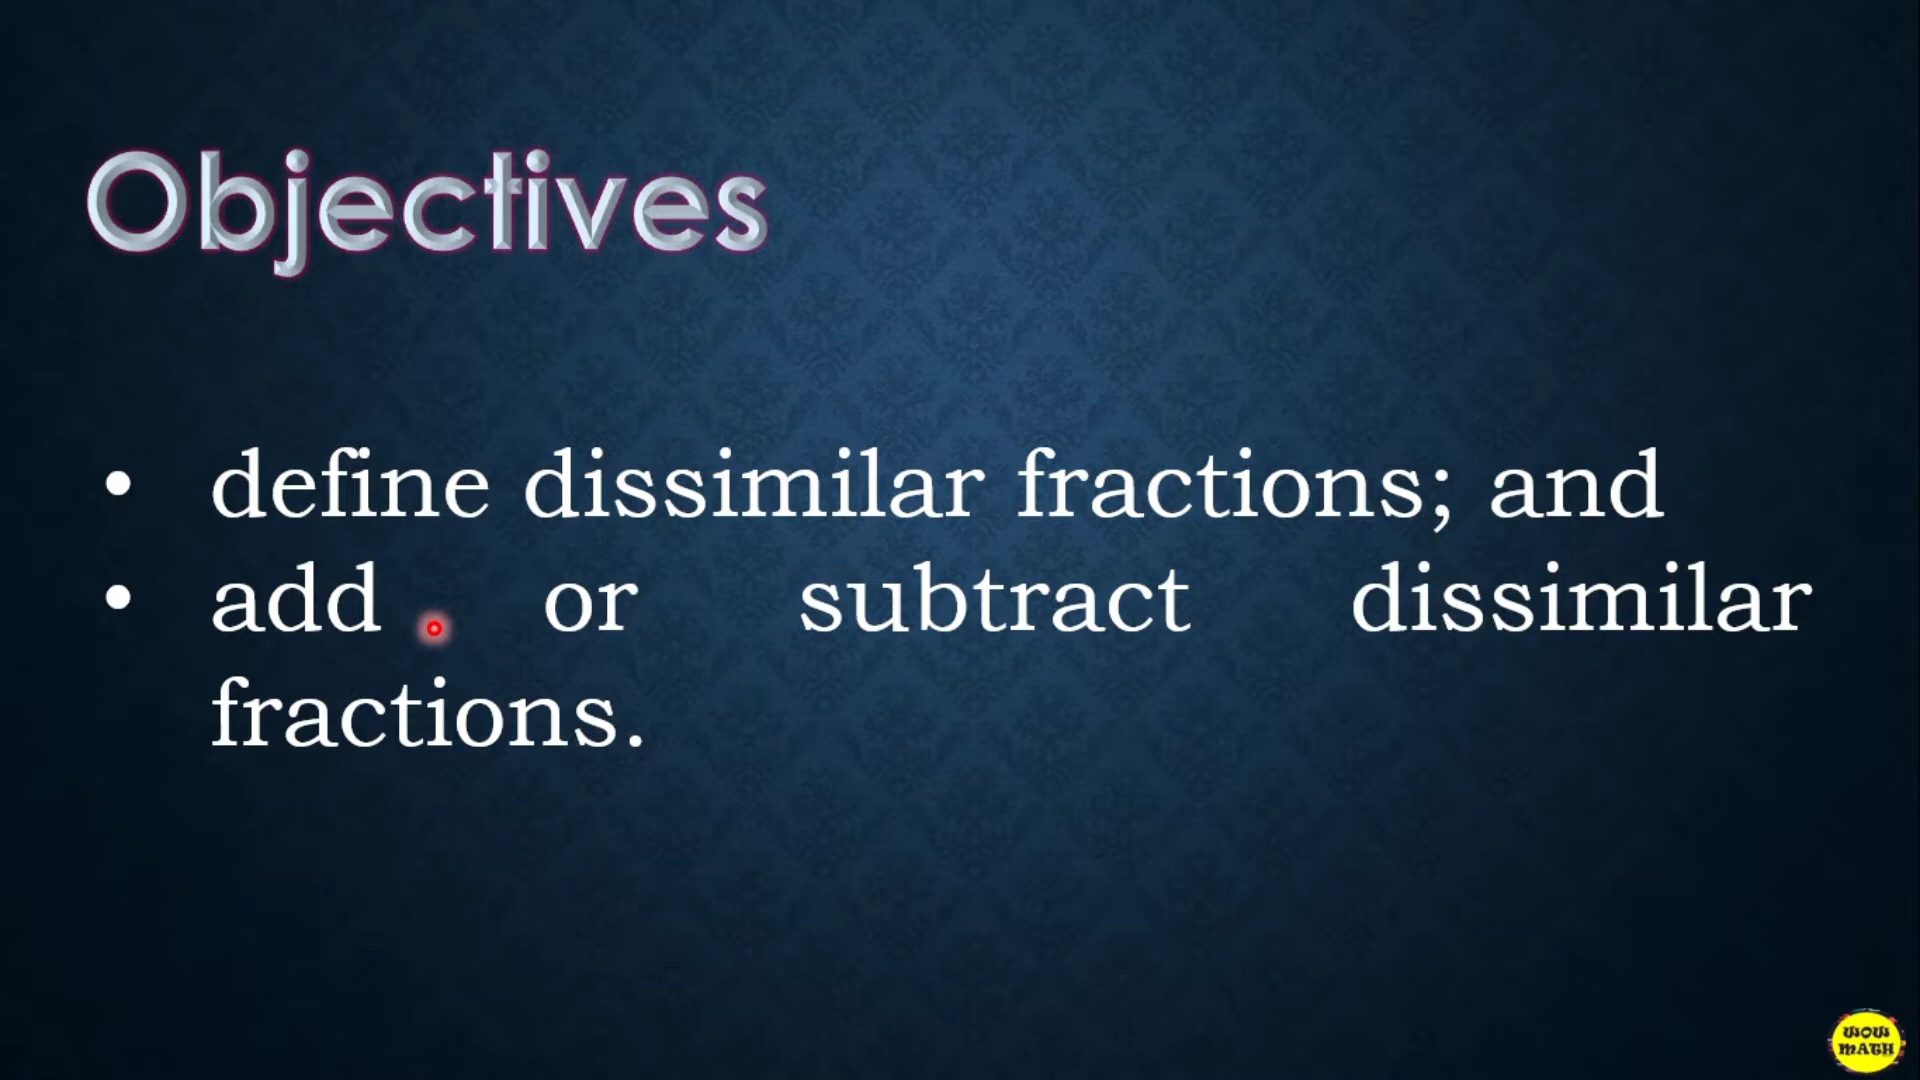 Objectives
• define dissimilar fractions; and
• add or subtract dissimilar
fractions.
WOW
MATH